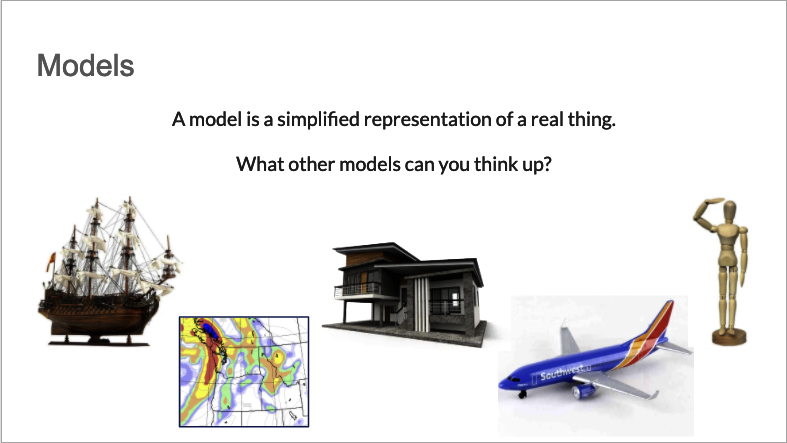 Models
A model is a simplified representation of a real thing.
What other models can you think up?
Southwest